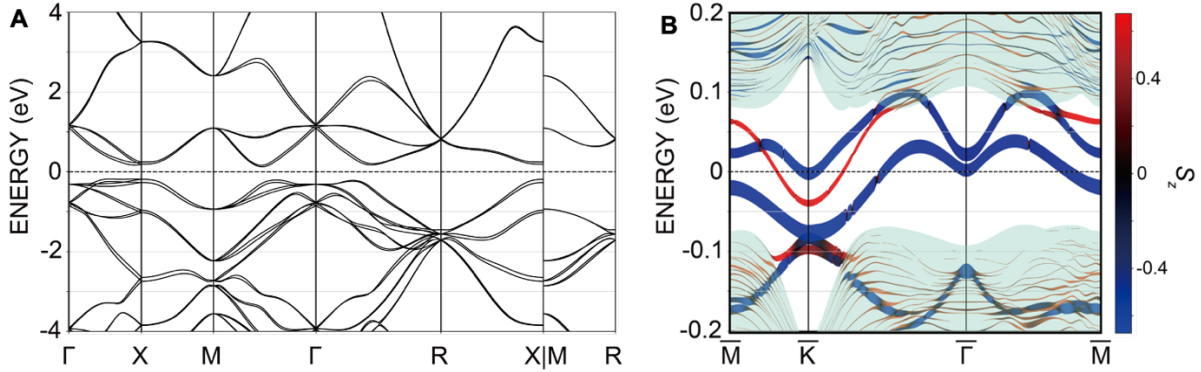 A
ENERGY (eV)
4
2
0
-2
-4
Γ X M Γ R X|M R
B
ENERGY (eV)
0.2
0.1
0
-0.1
-0.2
M̅ K̅ Γ̅ M̅
0.4
0
-0.4
S_z